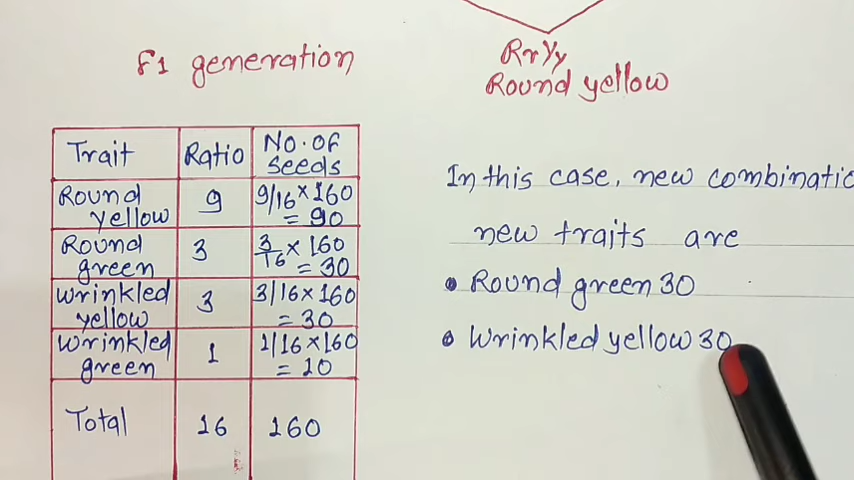 F1 generation
RrYy
Round yellow
Trait Ratio No. of seeds
Round yellow 9 9/16 × 160 = 90
Round green 3 3/16 × 160 = 30
Wrinkled yellow 3 3/16 × 160 = 30
Wrinkled green 1 1/16 × 160 = 10
Total 16 160
In this case, new combinatio
new traits are
• Round green 30
• Wrinkled yellow 30